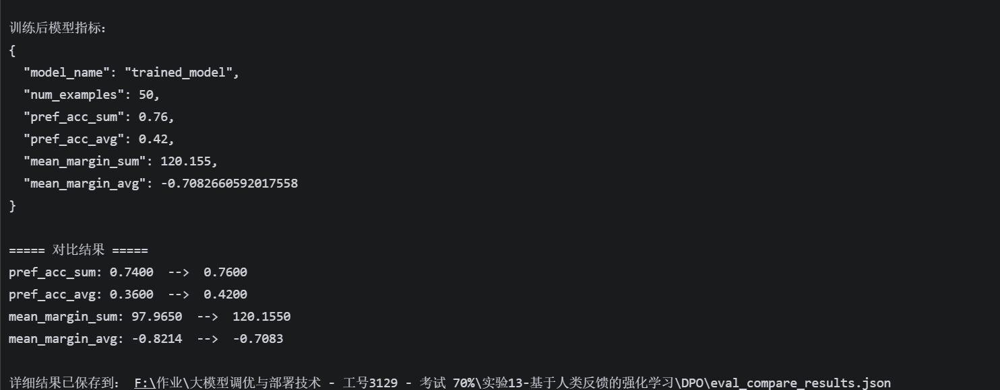 训练后模型指标:
{
  "model_name": "trained_model",
  "num_examples": 50,
  "pref_acc_sum": 0.76,
  "pref_acc_avg": 0.42,
  "mean_margin_sum": 120.155,
  "mean_margin_avg": -0.7082660592017558
}
===== 对比结果 =====
pref_acc_sum: 0.7400  -->  0.7600
pref_acc_avg: 0.3600  -->  0.4200
mean_margin_sum: 97.9650  -->  120.1550
mean_margin_avg: -0.8214  -->  -0.7083
详细结果已保存到: F:\作业\大模型调优与部署技术 - 工号3129 - 考试 70%\实验13-基于人类反馈的强化学习\DPO\eval_compare_results.json